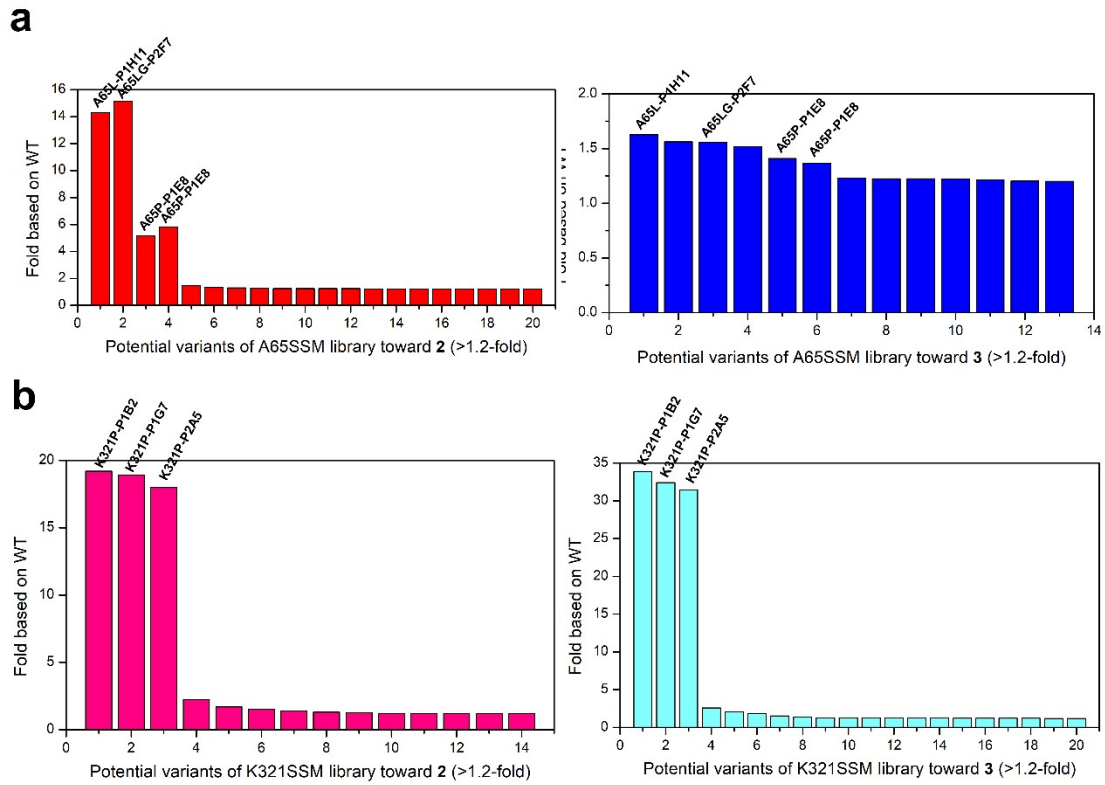 a
A65L-P1H11
A65LG-P2F7
A65P-P1E8
A65P-P1E8
16
14
12
10
8
6
4
2
0
Fold based on WT
0 2 4 6 8 10 12 14 16 18 20
Potential variants of A65SSM library toward 2 (>1.2-fold)
A65L-P1H11
A65LG-P2F7
A65P-P1E8
A65P-P1E8
2.0
1.5
1.0
0.5
0.0
based on
0 2 4 6 8 10 12 14
Potential variants of A65SSM library toward 3 (>1.2-fold)
b
K321P-P1B2
K321P-P1G7
K321P-P2A5
20
15
10
5
0
Fold based on WT
0 2 4 6 8 10 12 14
Potential variants of K321SSM library toward 2 (>1.2-fold)
K321P-P1B2
K321P-P1G7
K321P-P2A5
35
30
25
20
15
10
5
0
Fold based on WT
0 2 4 6 8 10 12 14 16 18 20
Potential variants of K321SSM library toward 3 (>1.2-fold)